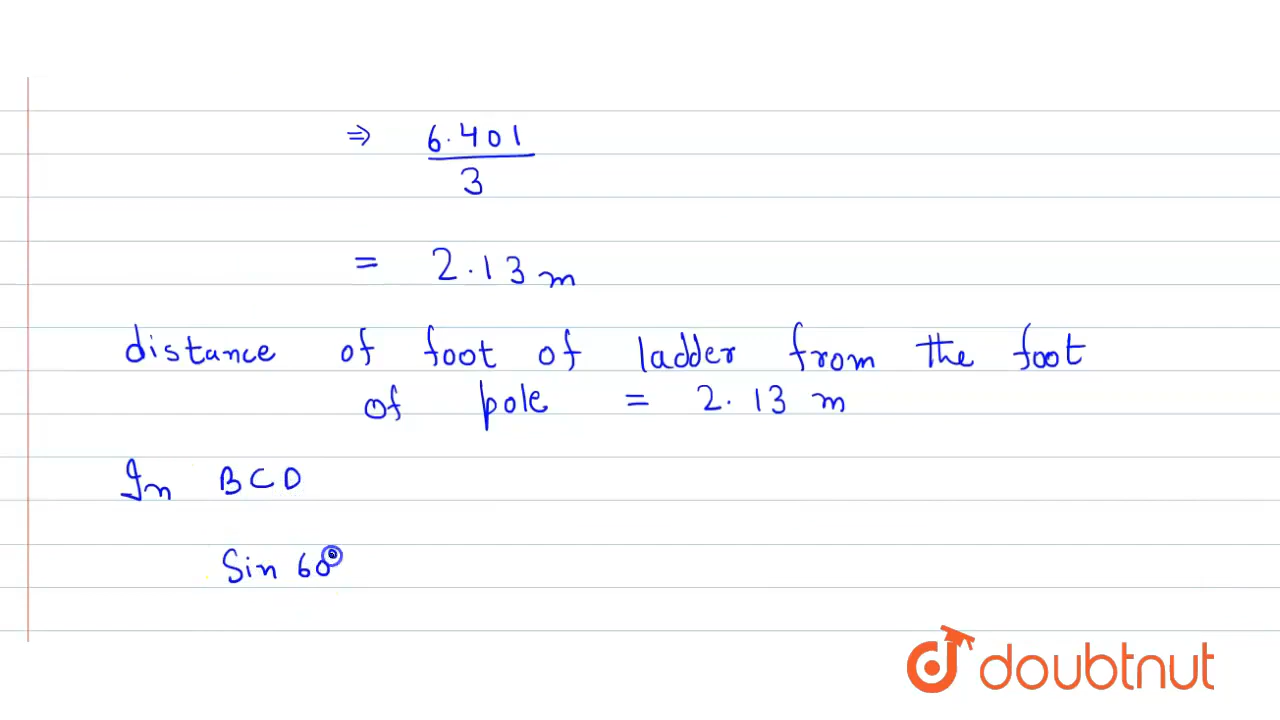 ⇒ 6.401
3
= 2.13 m
distance of foot of ladder from the foot
of pole = 2.13 m
In BCD
Sin 60°
doubtnut